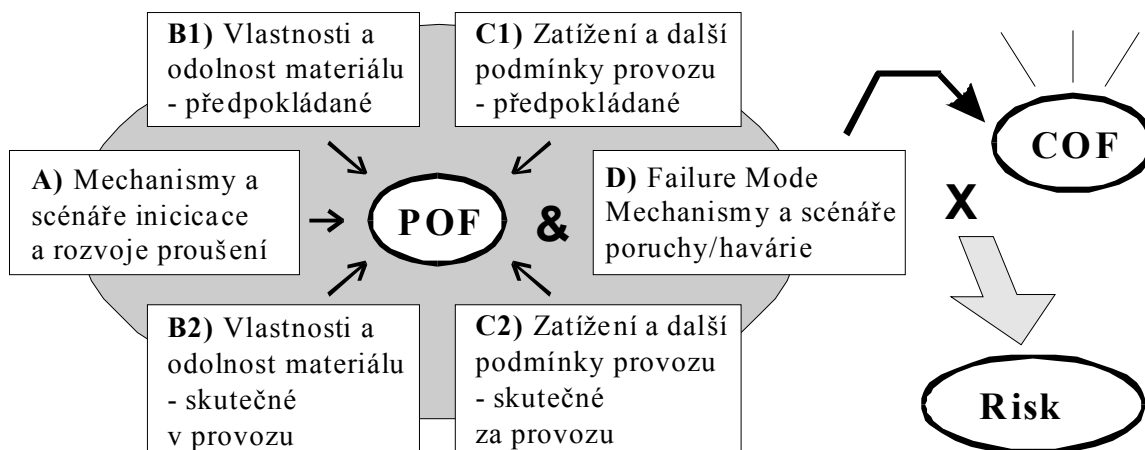 B1) Vlastnosti a
odolnost materiálu
- předpokládané
C1) Zatížení a další
podmínky provozu
- předpokládané
COF
A) Mechanismy a
scénáře inicicace
a rozvoje proušení
POF
&
D) Failure Mode
Mechanismy a scénáře
poruchy/havárie
X
B2) Vlastnosti a
odolnost materiálu
- skutečné
v provozu
C2) Zatížení a další
podmínky provozu
- skutečné
za provozu
Risk